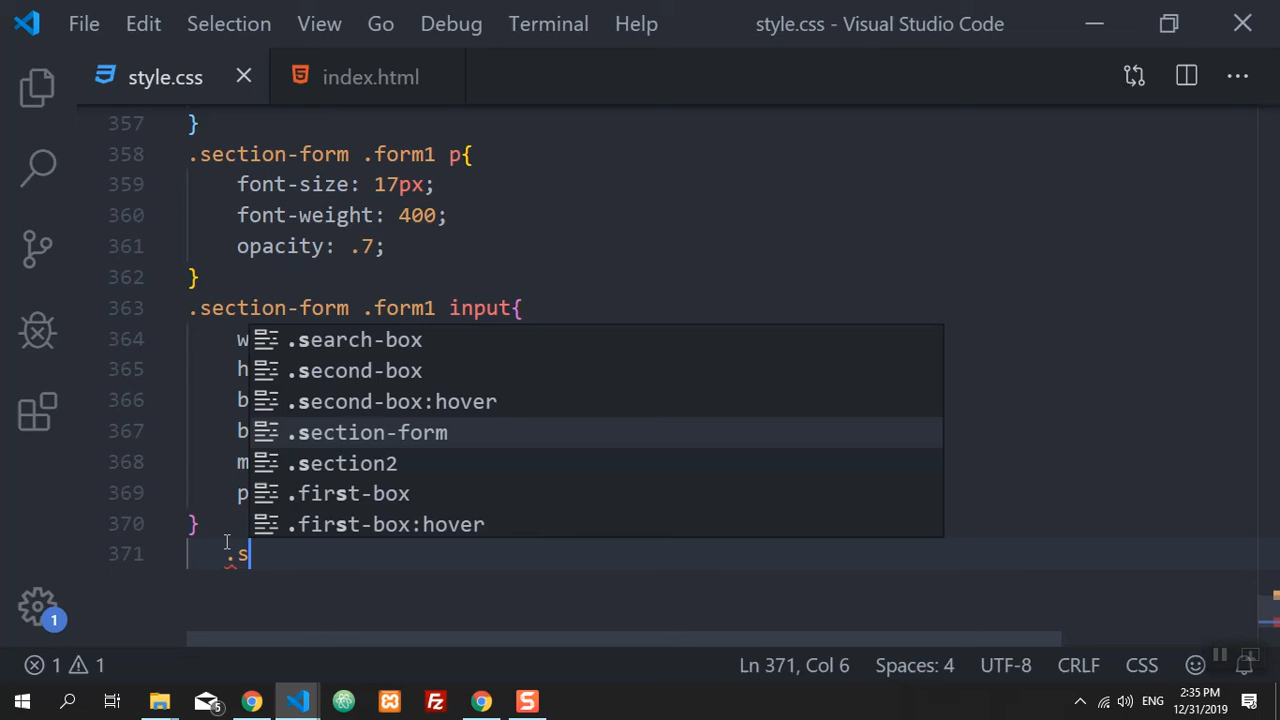 File Edit Selection View Go Debug Terminal Help style.css - Visual Studio Code
style.css index.html
357 }
358 .section-form .form1 p{
359 font-size: 17px;
360 font-weight: 400;
361 opacity: .7;
362 }
363 .section-form .form1 input{
364 w .search-box
365 h .second-box
366 b .second-box:hover
367 b .section-form
368 m .section2
369 p .first-box
370 } .first-box:hover
371 .s
1
1 1 Ln 371, Col 6 Spaces: 4 UTF-8 CRLF CSS
5 ENG 2:35 PM
12/31/2019